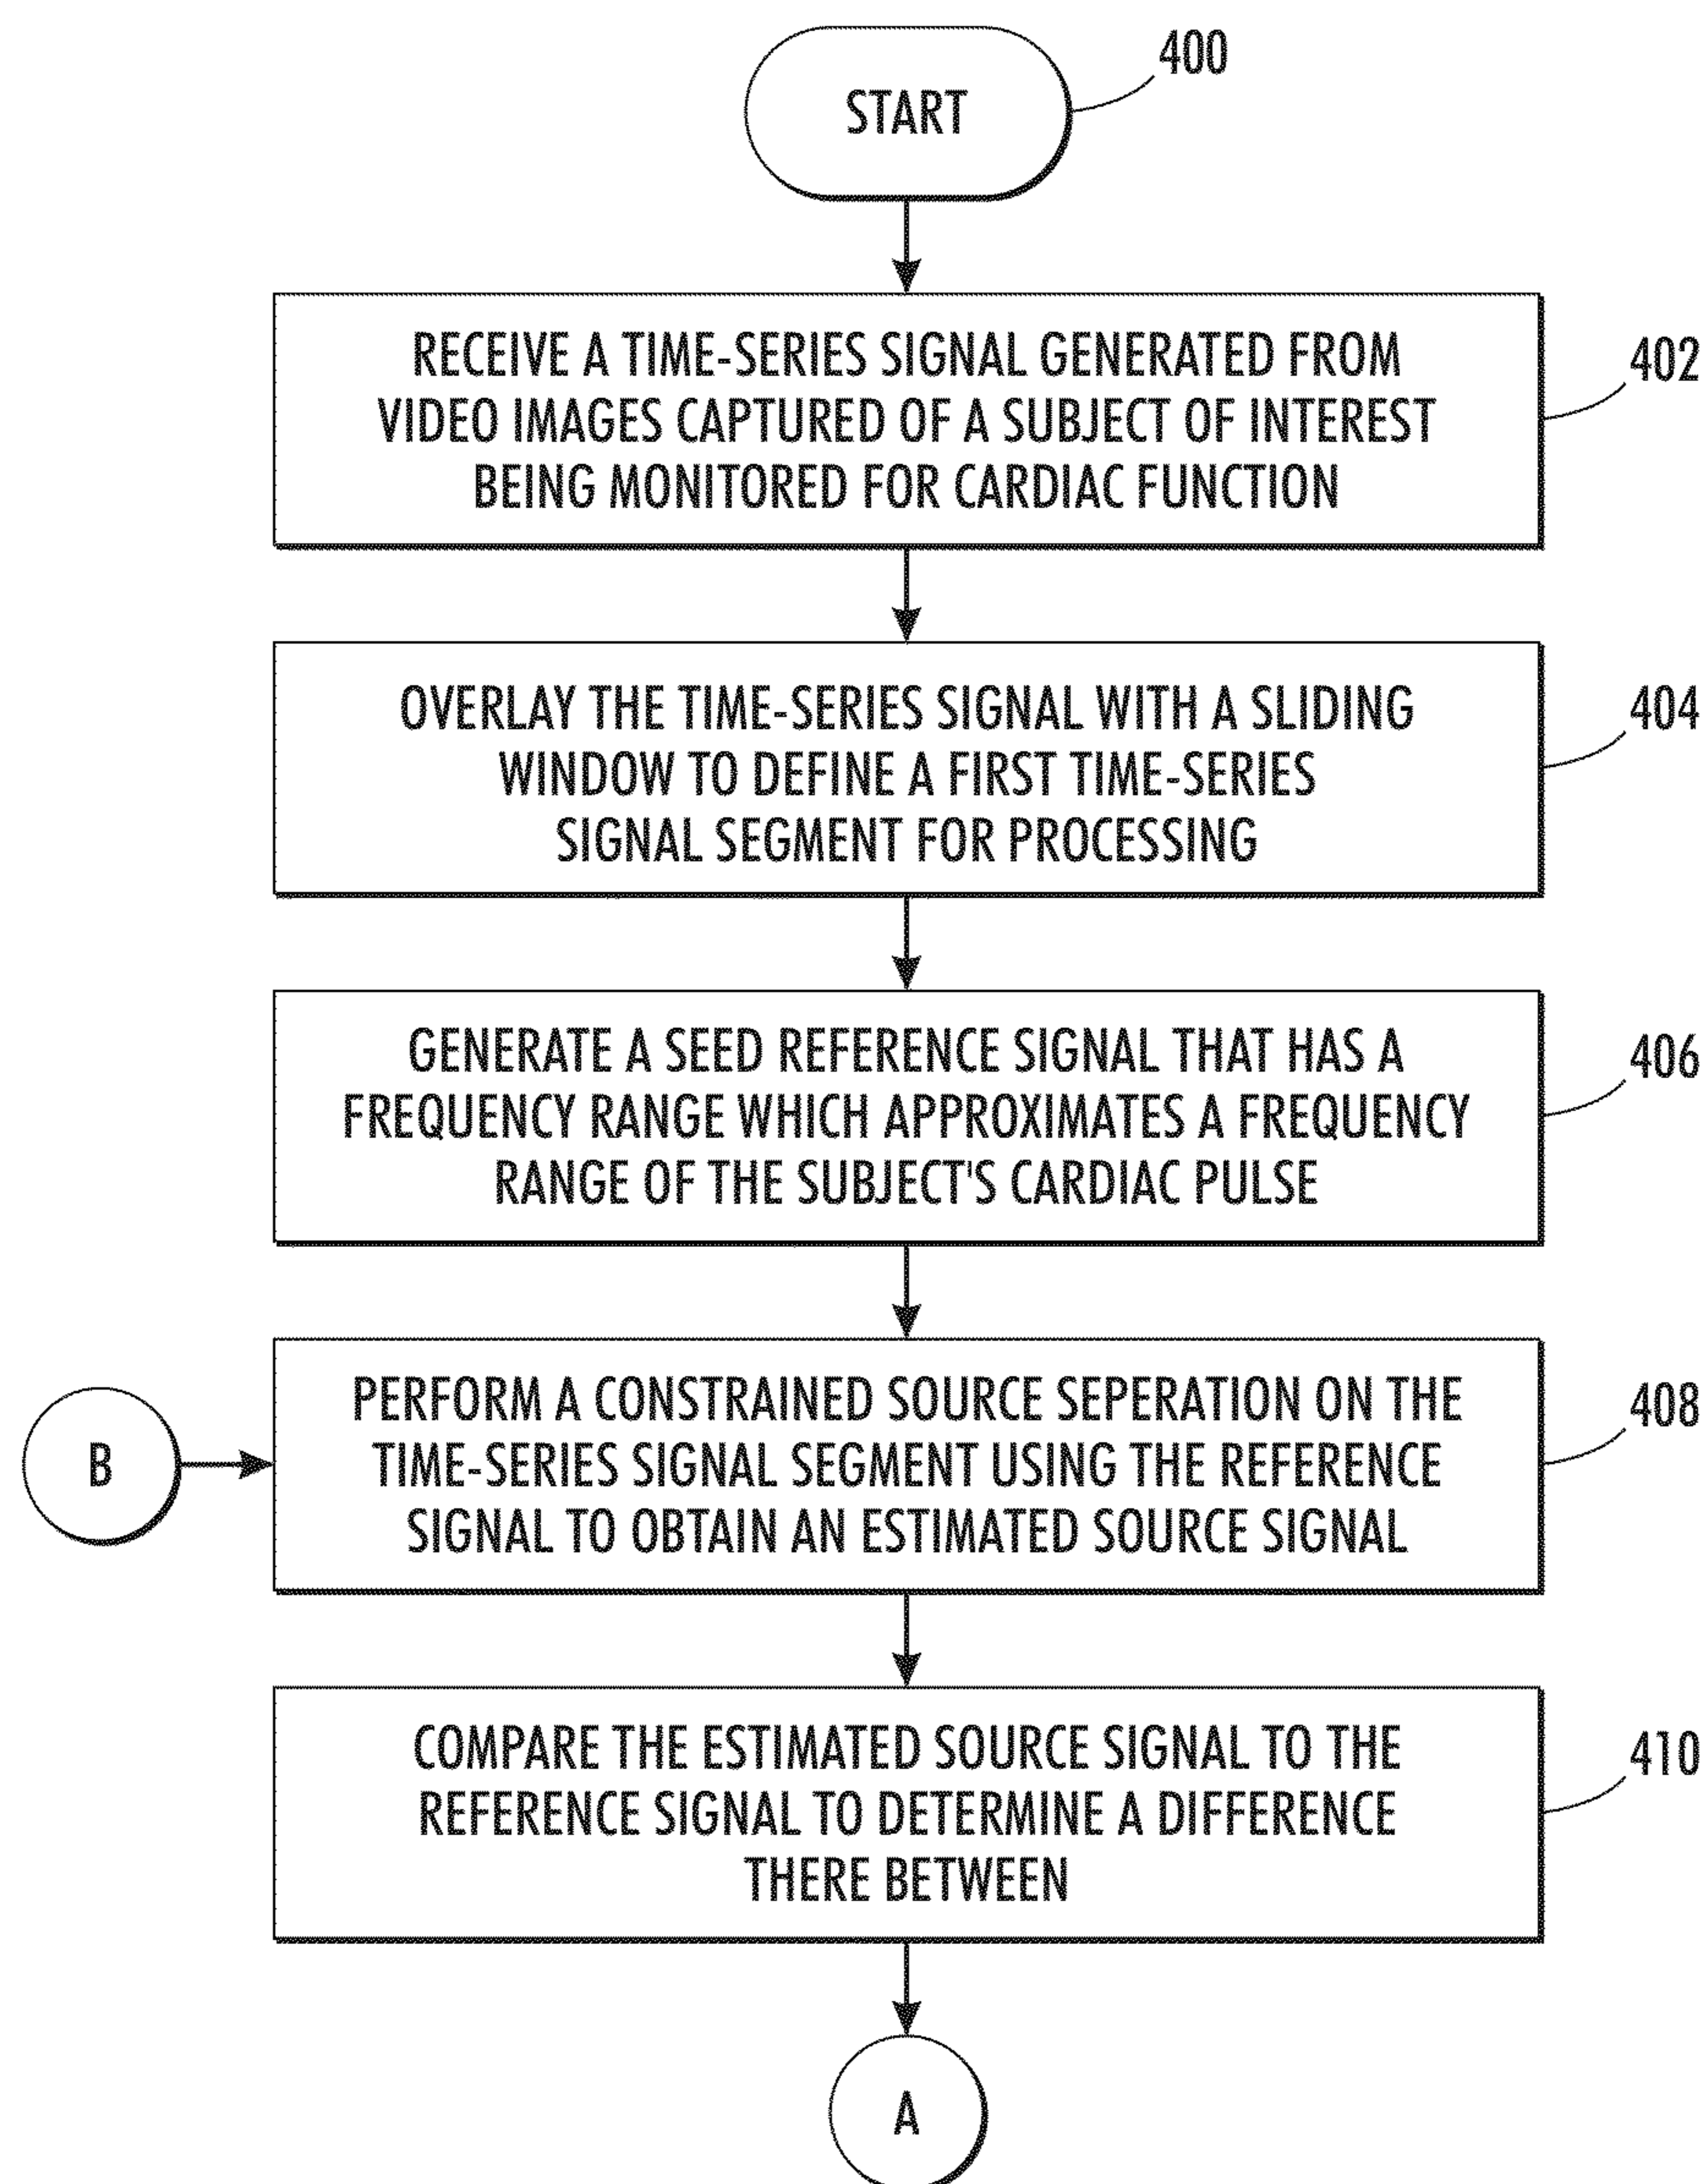 START
400
RECEIVE A TIME-SERIES SIGNAL GENERATED FROM
VIDEO IMAGES CAPTURED OF A SUBJECT OF INTEREST
BEING MONITORED FOR CARDIAC FUNCTION
402
OVERLAY THE TIME-SERIES SIGNAL WITH A SLIDING
WINDOW TO DEFINE A FIRST TIME-SERIES
SIGNAL SEGMENT FOR PROCESSING
404
GENERATE A SEED REFERENCE SIGNAL THAT HAS A
FREQUENCY RANGE WHICH APPROXIMATES A FREQUENCY
RANGE OF THE SUBJECT'S CARDIAC PULSE
406
B
PERFORM A CONSTRAINED SOURCE SEPERATION ON THE
TIME-SERIES SIGNAL SEGMENT USING THE REFERENCE
SIGNAL TO OBTAIN AN ESTIMATED SOURCE SIGNAL
408
COMPARE THE ESTIMATED SOURCE SIGNAL TO THE
REFERENCE SIGNAL TO DETERMINE A DIFFERENCE
THERE BETWEEN
410
A